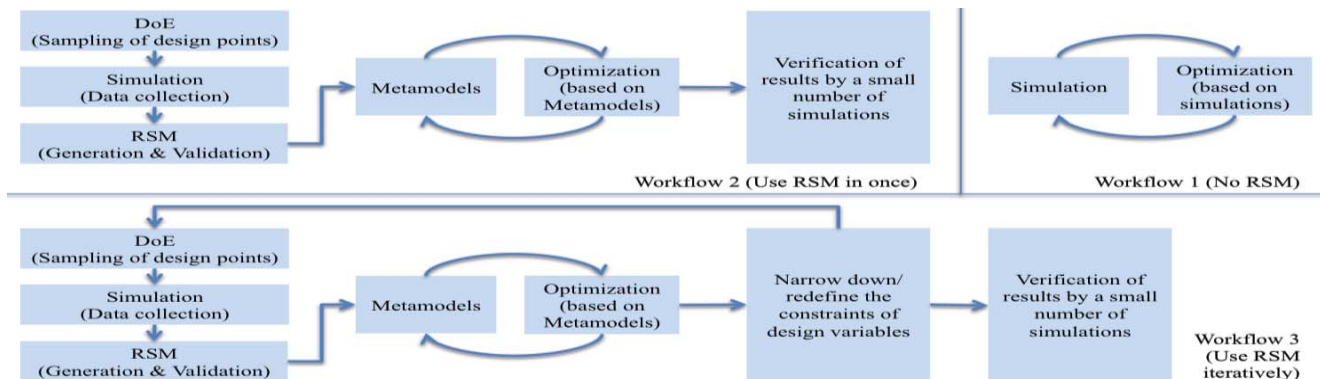 DoE
(Sampling of design points)
Simulation
(Data collection)
RSM
(Generation & Validation)
Metamodels
Optimization
(based on
Metamodels)
Verification of
results by a small
number of
simulations
Workflow 2 (Use RSM in once)
Simulation
Optimization
(based on
simulations)
Workflow 1 (No RSM)
DoE
(Sampling of design points)
Simulation
(Data collection)
RSM
(Generation & Validation)
Metamodels
Optimization
(based on
Metamodels)
Narrow down/
redefine the
constraints of
design variables
Verification of
results by a small
number of
simulations
Workflow 3
(Use RSM
iteratively)